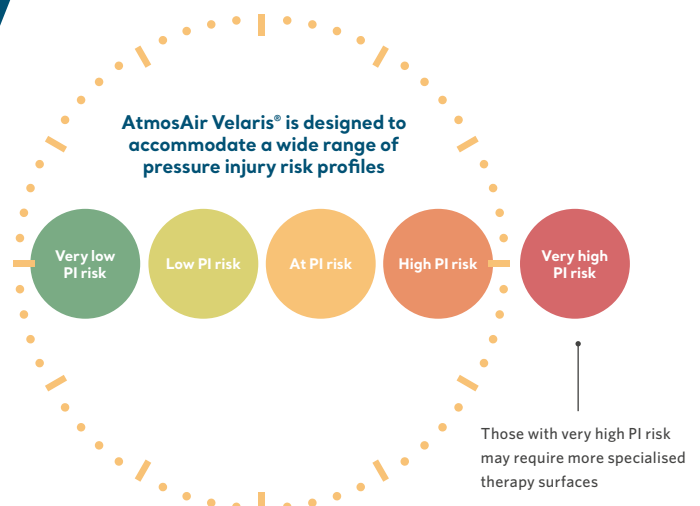 AtmosAir Velaris® is designed to
accommodate a wide range of
pressure injury risk profiles
Very low
PI risk
Low PI risk
At PI risk
High PI risk
Very high
PI risk
Those with very high PI risk
may require more specialised
therapy surfaces